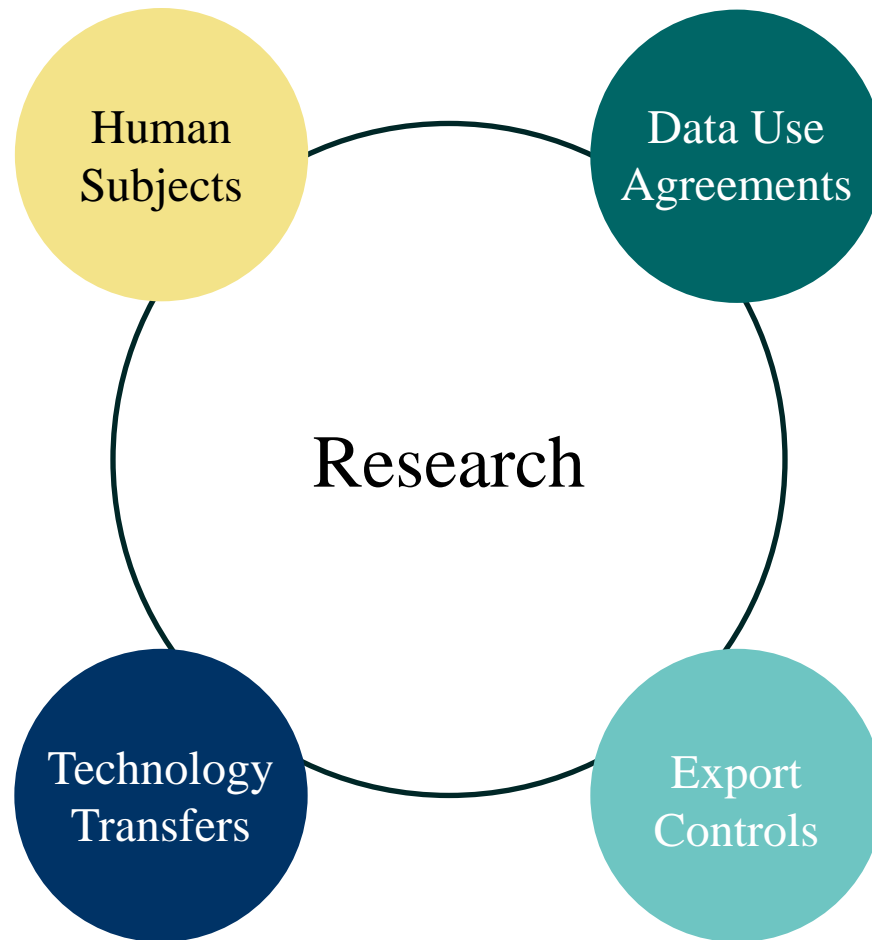 Human
Subjects
Data Use
Agreements
Research
Technology
Transfers
Export
Controls